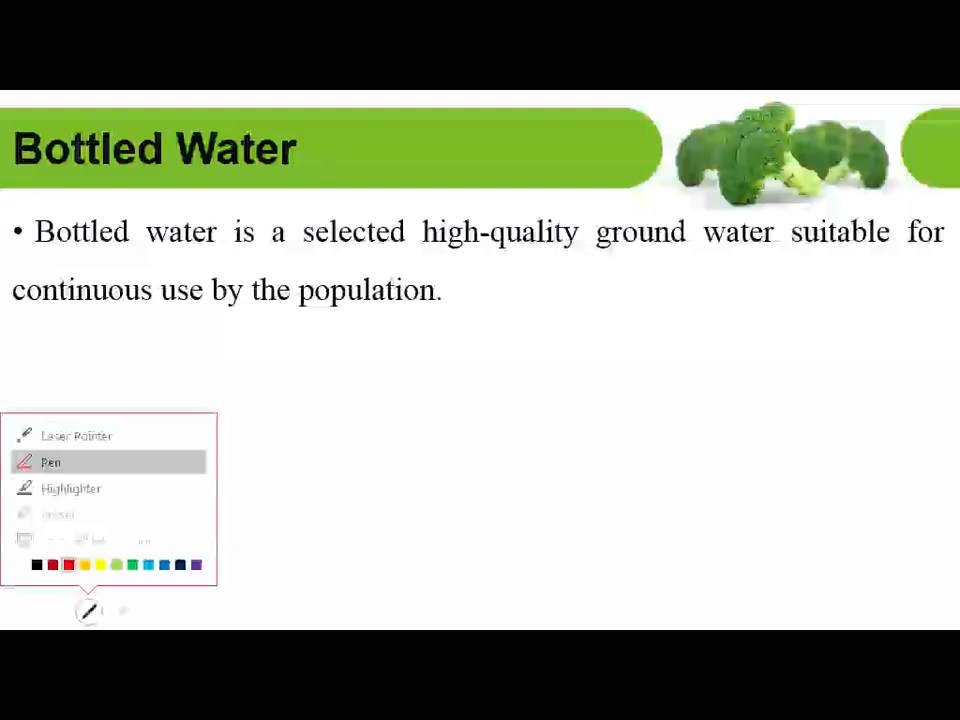 Bottled Water
• Bottled water is a selected high-quality ground water suitable for
continuous use by the population.
Laser Pointer
Pen
Highlighter